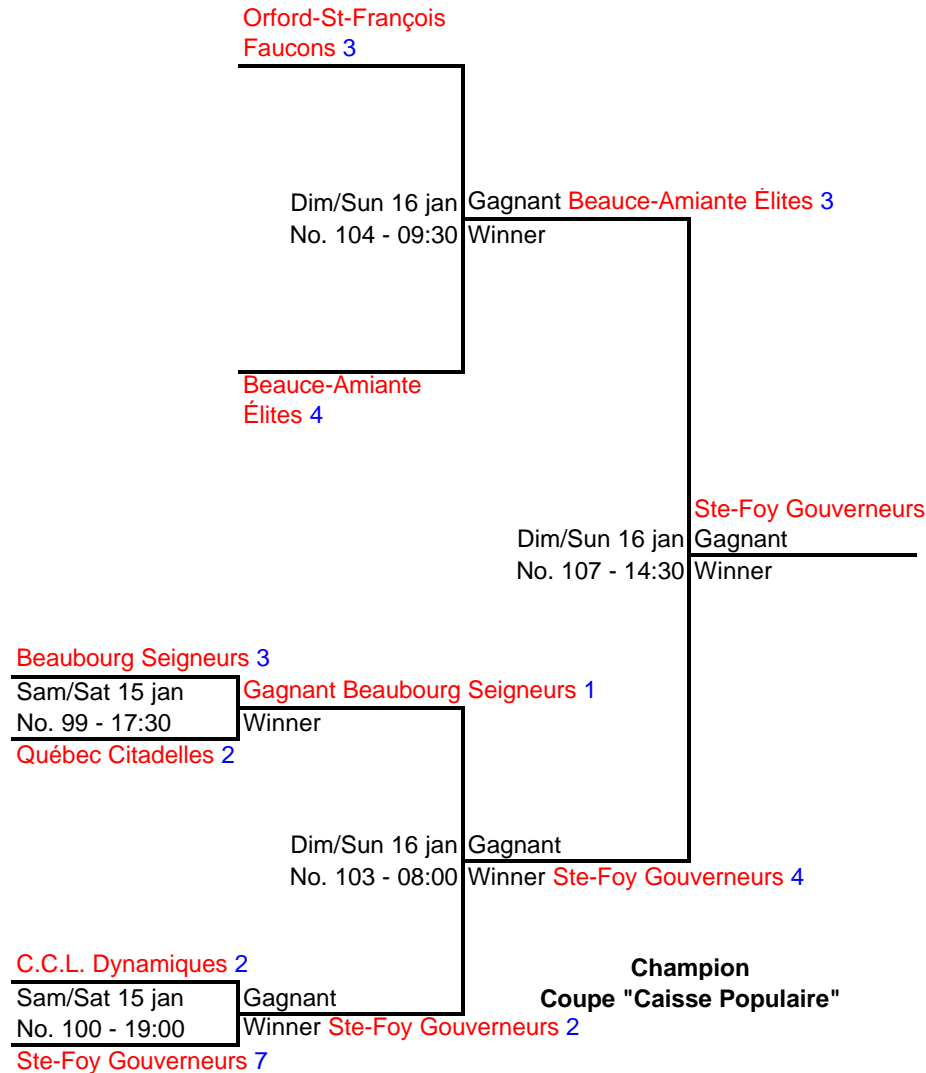 Orford-St-François
Faucons 3
Dim/Sun 16 jan
No. 104 - 09:30
Gagnant Beauce-Amiante Élites 3
Winner
Beauce-Amiante
Élites 4
Ste-Foy Gouverneurs
Dim/Sun 16 jan
No. 107 - 14:30
Gagnant
Winner
Beaubourg Seigneurs 3
Sam/Sat 15 jan
No. 99 - 17:30
Québec Citadelles 2
Gagnant Beaubourg Seigneurs 1
Winner
Dim/Sun 16 jan
No. 103 - 08:00
Gagnant
Winner Ste-Foy Gouverneurs 4
C.C.L. Dynamiques 2
Sam/Sat 15 jan
No. 100 - 19:00
Ste-Foy Gouverneurs 7
Gagnant
Winner Ste-Foy Gouverneurs 2
Champion
Coupe "Caisse Populaire"